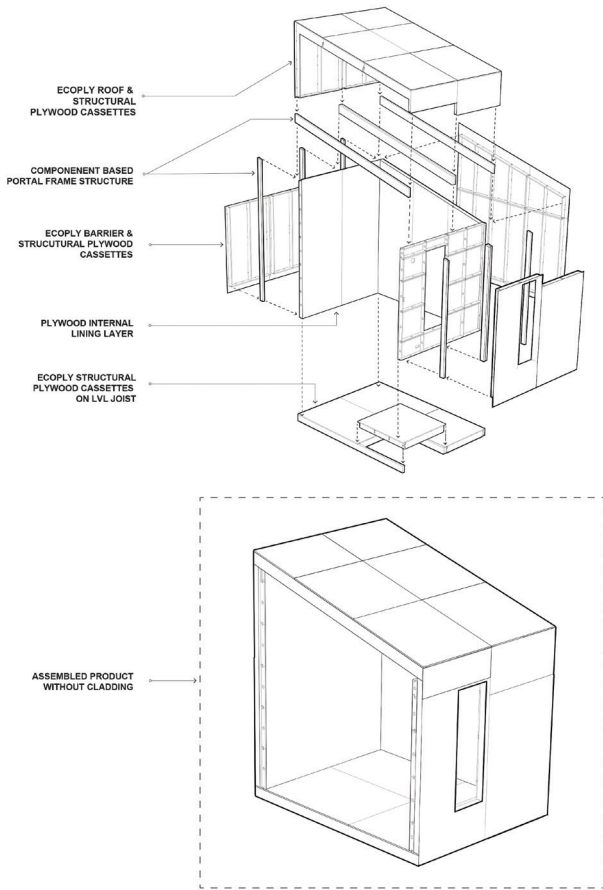 ECOPLY ROOF &
STRUCTURAL
PLYWOOD CASSETTES
COMPONENENT BASED
PORTAL FRAME STRUCTURE
ECOPLY BARRIER &
STRUCUTURAL PLYWOOD
CASSETTES
PLYWOOD INTERNAL
LINING LAYER
ECOPLY STRUCTURAL
PLYWOOD CASSETTES
ON LVL JOIST
ASSEMBLED PRODUCT
WITHOUT CLADDING